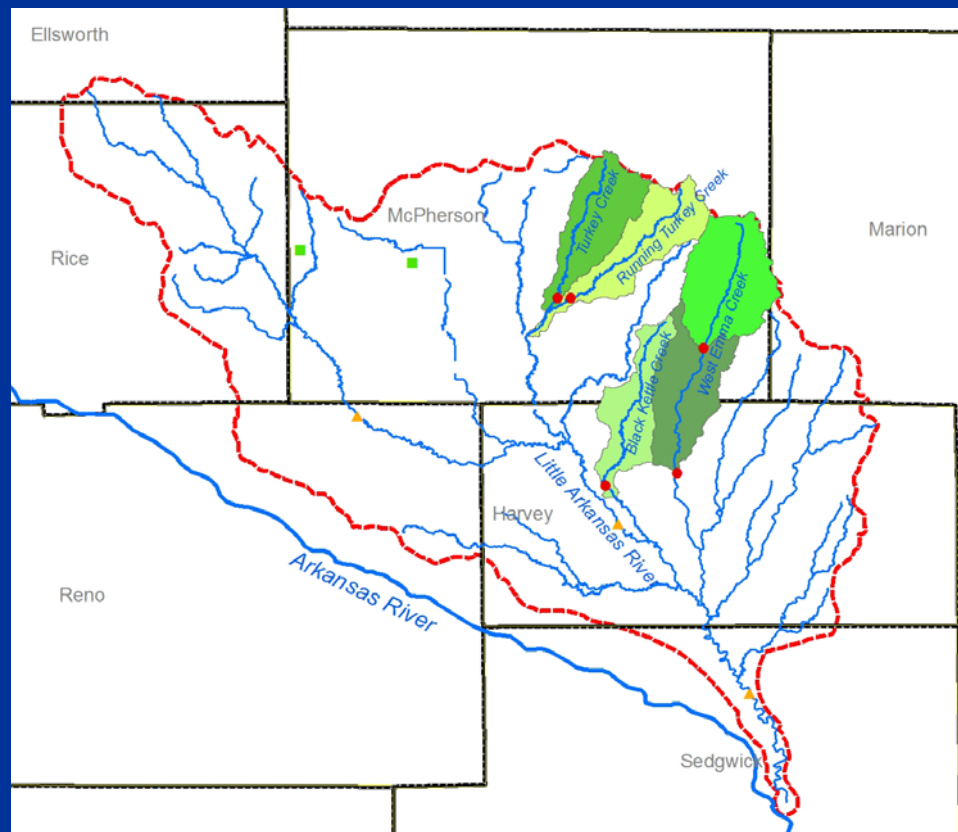 Ellsworth
McPherson
Marion
Rice
Turkey Creek
Running Turkey Creek
West Emma Creek
Black Kettle Creek
Little Arkansas River
Harvey
Arkansas River
Reno
Sedgwick